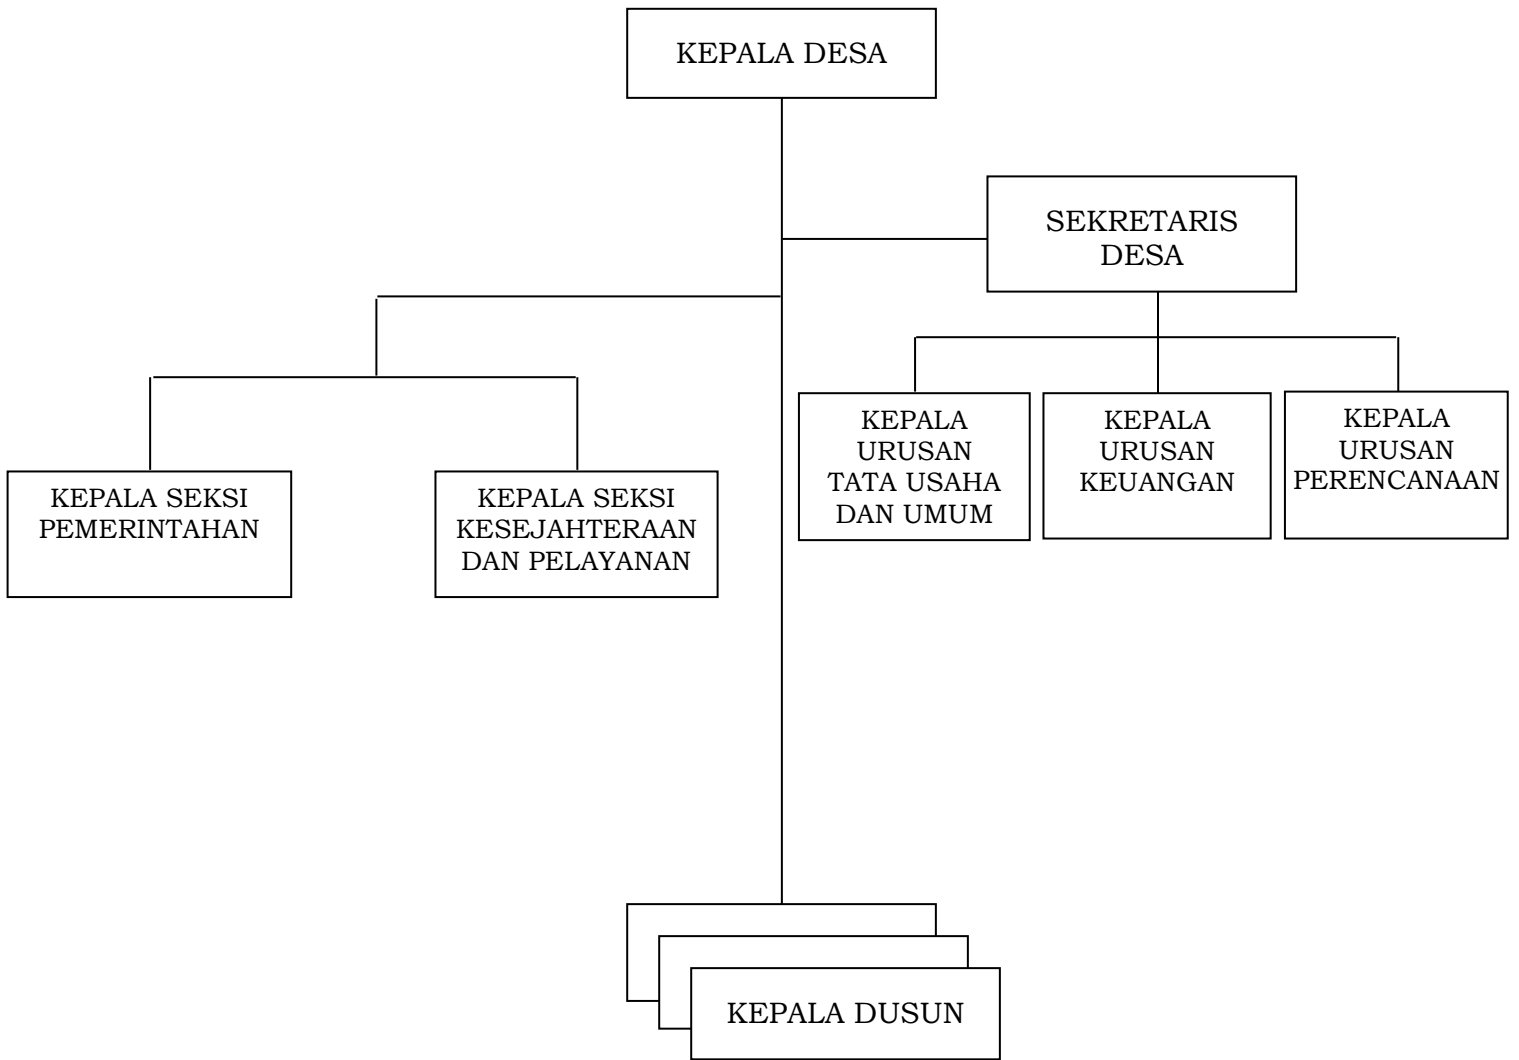 KEPALA DESA
SEKRETARIS
DESA
KEPALA SEKSI
PEMERINTAHAN
KEPALA SEKSI
KESEJAHTERAAN
DAN PELAYANAN
KEPALA
URUSAN
TATA USAHA
DAN UMUM
KEPALA
URUSAN
KEUANGAN
KEPALA
URUSAN
PERENCANAAN
KEPALA DUSUN